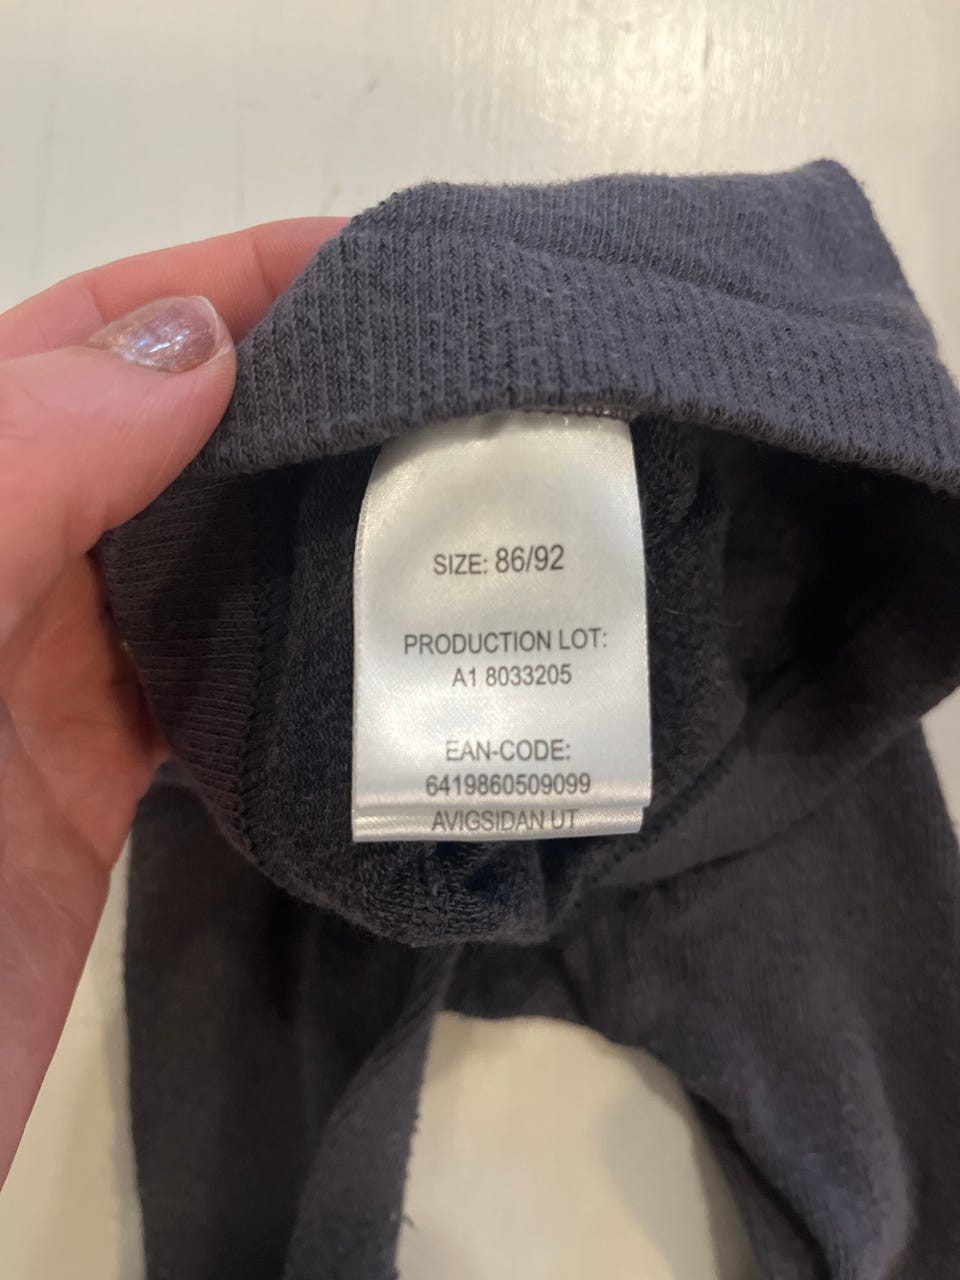 SIZE: 86/92
PRODUCTION LOT:
A1 8033205
EAN-CODE:
6419860509099
AVIGSIDAN UT